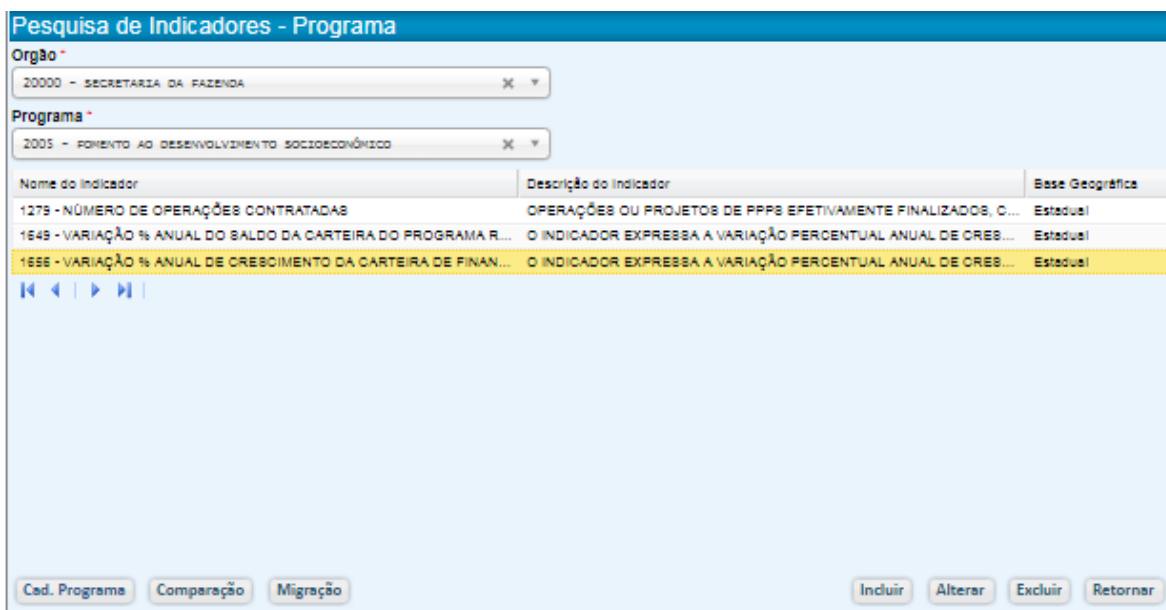 Pesquisa de Indicadores - Programa
Orgão *
20000 - SECRETARIA DA FAZENDA
Programa *
2005 - FOMENTO AO DESENVOLVIMENTO SOCIOECONÔMICO
Nome do Indicador Descrição do Indicador Base Geográfica
1279 - NÚMERO DE OPERAÇÕES CONTRATADAS OPERAÇÕES OU PROJETOS DE PPPS EFETIVAMENTE FINALIZADOS, C... Estadual
1649 - VARIAÇÃO % ANUAL DO SALDO DA CARTEIRA DO PROGRAMA R... O INDICADOR EXPRESSA A VARIAÇÃO PERCENTUAL ANUAL DE CRES... Estadual
1656 - VARIAÇÃO % ANUAL DE CRESCIMENTO DA CARTEIRA DE FINAN... O INDICADOR EXPRESSA A VARIAÇÃO PERCENTUAL ANUAL DE CRES... Estadual
Cad. Programa Comparação Migração Incluir Alterar Excluir Retornar